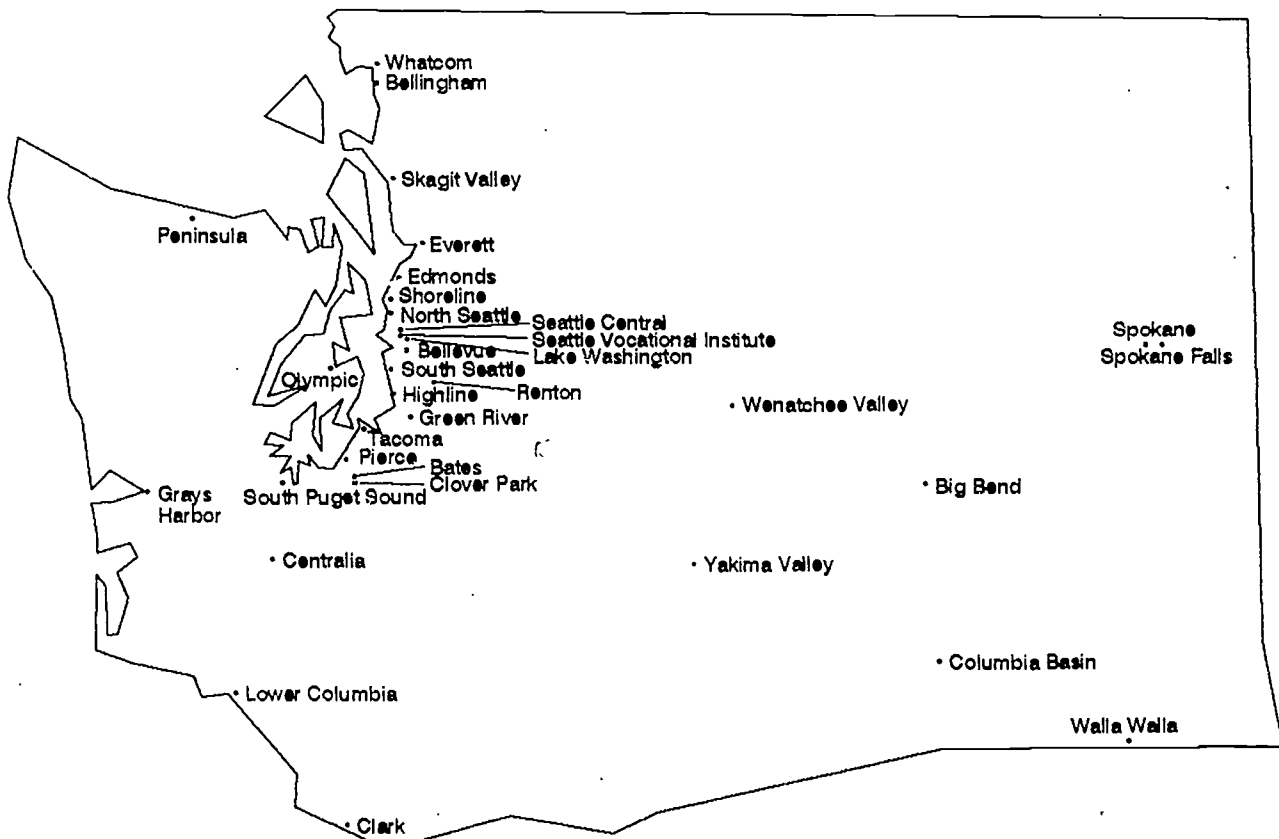 Whatcom
Bellingham
Skagit Valley
Peninsula
Everett
Edmonds
Shoreline
North Seattle
Seattle Central
Seattle Vocational Institute
Lake Washington
Bellevue
Spokane
Spokane Falls
South Seattle
Olympic
Highline
Renton
Wenatchee Valley
Green River
Tacoma
Pierce
Bates
Clover Park
South Puget Sound
Grays
Harbor
Big Bend
Centralia
Yakima Valley
Columbia Basin
Lower Columbia
Walla Walla
Clark